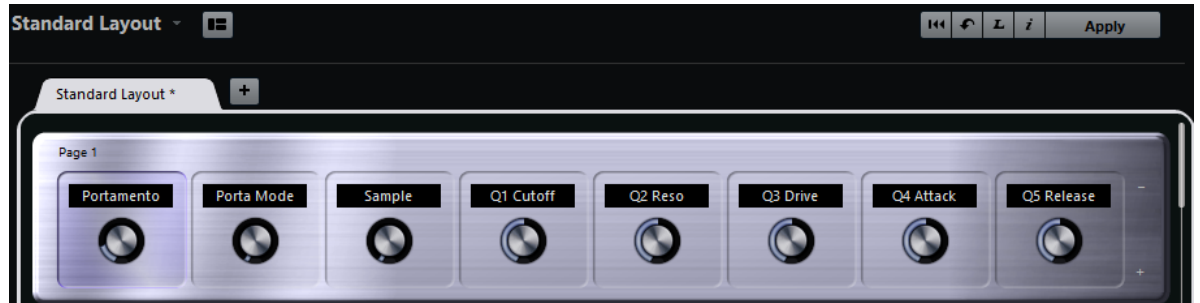 Standard Layout
L i Apply
Standard Layout *
+
Page 1
Portamento Porta Mode Sample Q1 Cutoff Q2 Reso Q3 Drive Q4 Attack Q5 Release
-
+